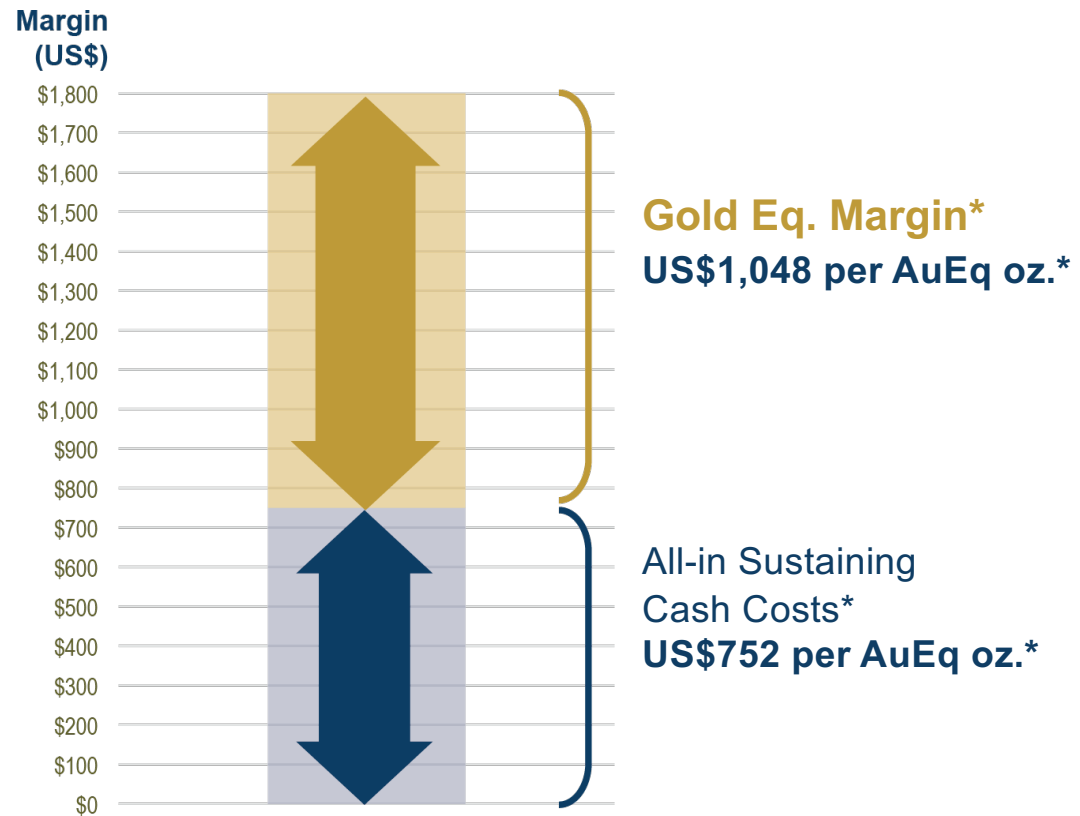 Margin
(US$)
$1,800
$1,700
$1,600
$1,500
$1,400
$1,300
$1,200
$1,100
$1,000
$900
$800
$700
$600
$500
$400
$300
$200
$100
$0
Gold Eq. Margin*
US$1,048 per AuEq oz.*
All-in Sustaining
Cash Costs*
US$752 per AuEq oz.*